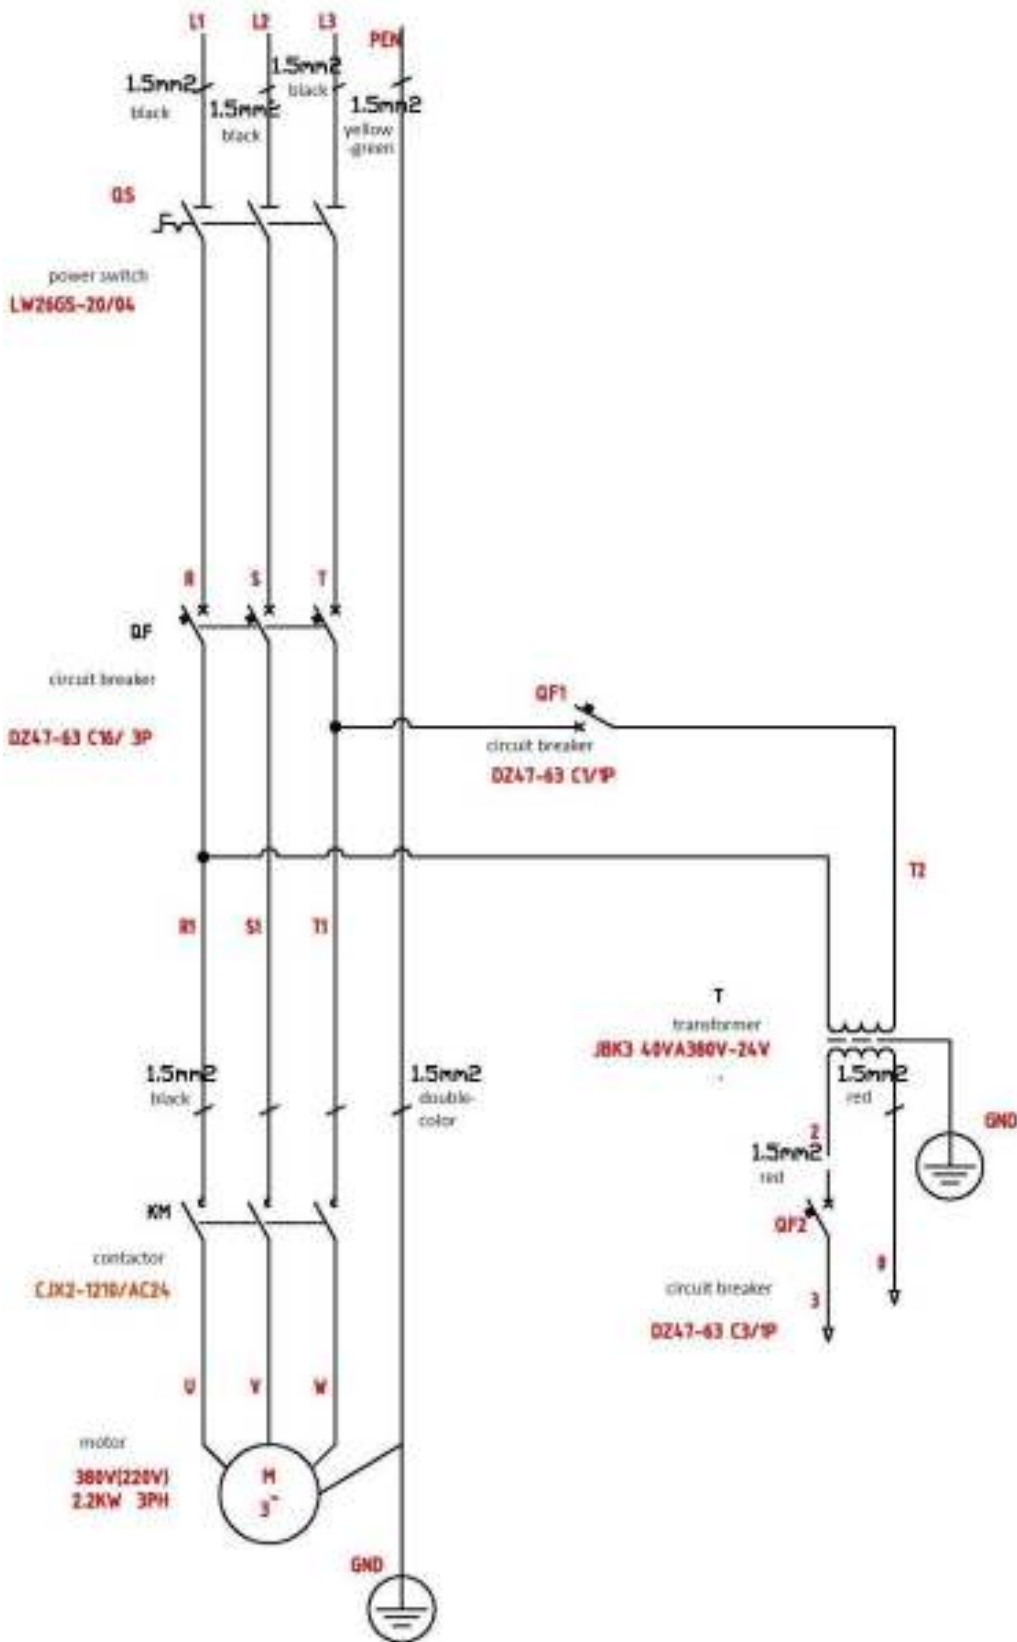 L1
L2
L3
PEN
1.5mm2
black
1.5mm2
black
1.5mm2
black
1.5mm2
yellow
-green
QS
power switch
LW26GS-20/04
R
S
T
QF
circuit breaker
DZ47-63 C16/ 3P
QF1
circuit breaker
DZ47-63 C1/1P
T2
R1
S1
T1
T
transformer
JBK3 40VA380V-24V
1.5mm2
black
1.5mm2
double-
color
1.5mm2
red
GND
2
1.5mm2
red
KM
contactor
CJX2-1210/AC24
QF2
circuit breaker
DZ47-63 C3/1P
3
U
V
W
motor
380V(220V)
2.2KW 3PH
M
3~
GND